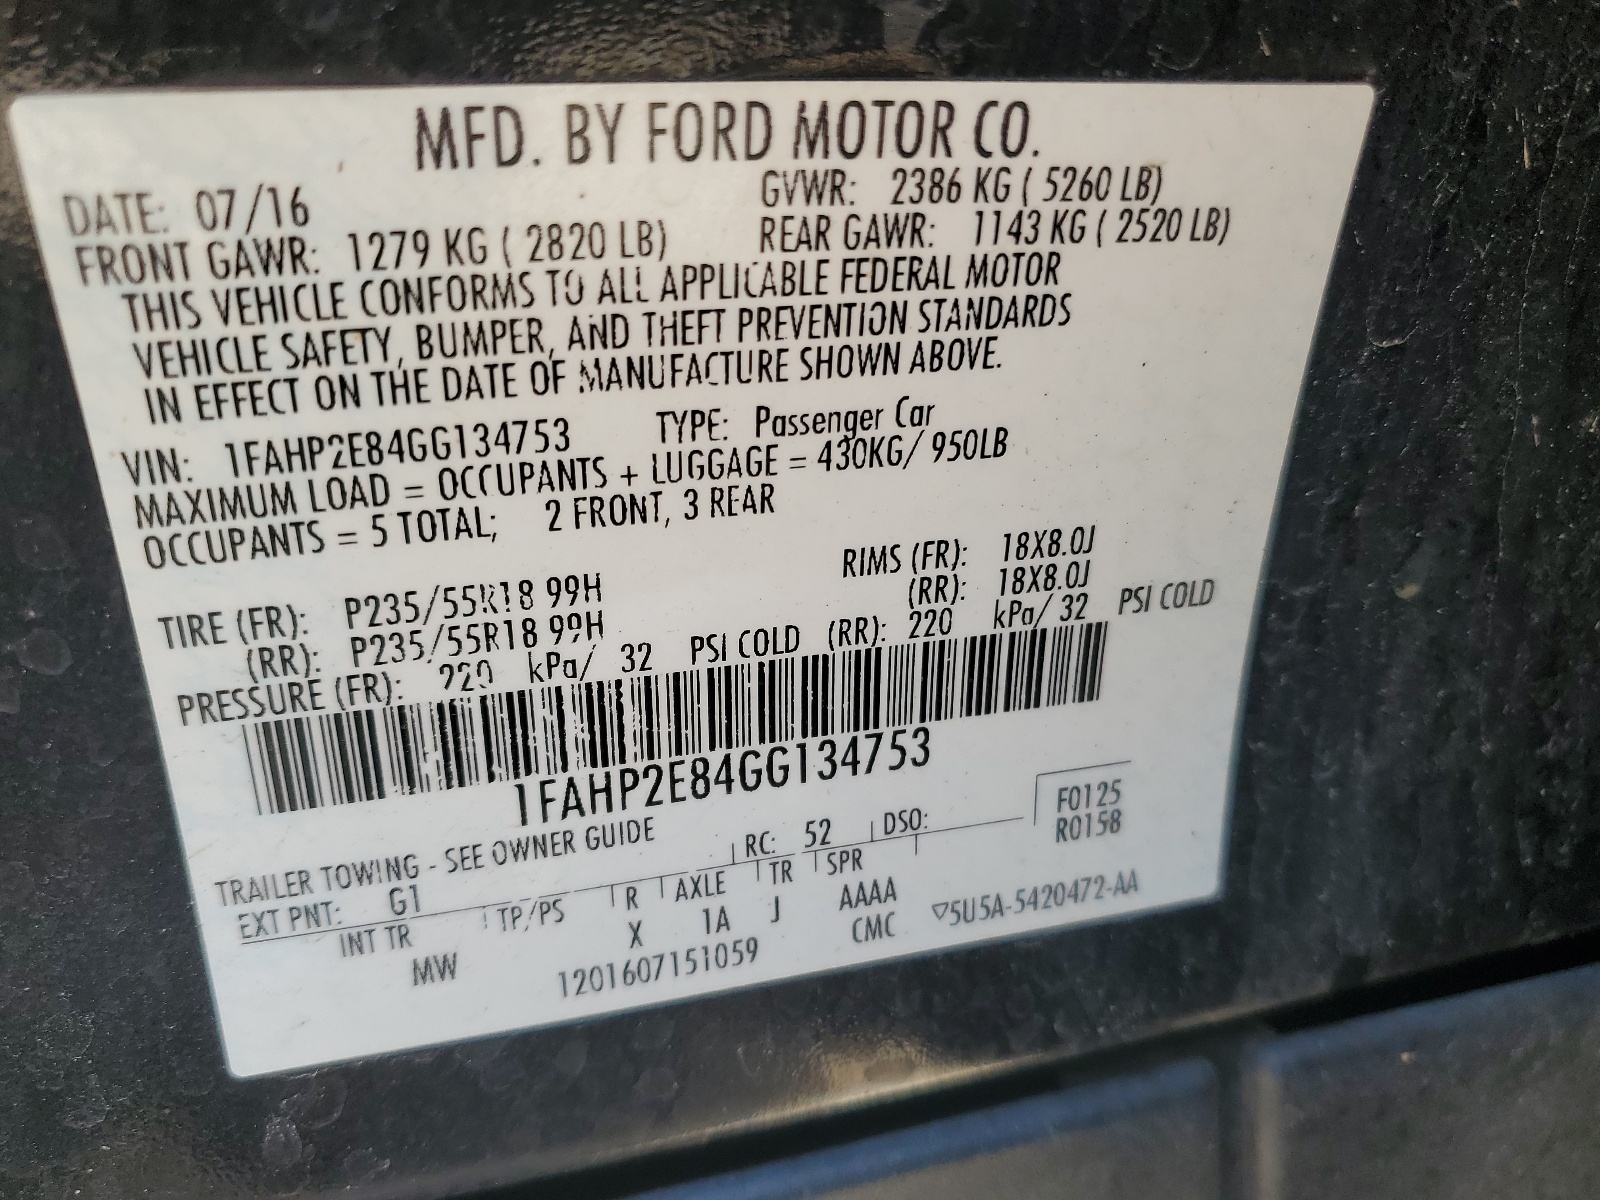 MFD. BY FORD MOTOR CO.
DATE: 07/16 GVWR: 2386 KG ( 5260 LB)
FRONT GAWR: 1279 KG ( 2820 LB) REAR GAWR: 1143 KG ( 2520 LB)
THIS VEHICLE CONFORMS TO ALL APPLICABLE FEDERAL MOTOR
VEHICLE SAFETY, BUMPER, AND THEFT PREVENTION STANDARDS
IN EFFECT ON THE DATE OF MANUFACTURE SHOWN ABOVE.
VIN: 1FAHP2E84GG134753 TYPE: Passenger Car
MAXIMUM LOAD = OCCUPANTS + LUGGAGE = 430KG/ 950LB
OCCUPANTS = 5 TOTAL; 2 FRONT, 3 REAR
TIRE (FR): P235/55R18 99H RIMS (FR): 18X8.0J
(RR): P235/55R18 99H (RR): 18X8.0J
PRESSURE (FR): 220 kPa/ 32 PSI COLD (RR): 220 kPa/ 32 PSI COLD
1FAHP2E84GG134753
TRAILER TOWING - SEE OWNER GUIDE F0125
EXT PNT: G1 RC: 52 DSO: R0158
INT TR TP/PS R AXLE TR SPR
MW X 1A J AAAA
1201607151059 CMC ▽5U5A-5420472-AA